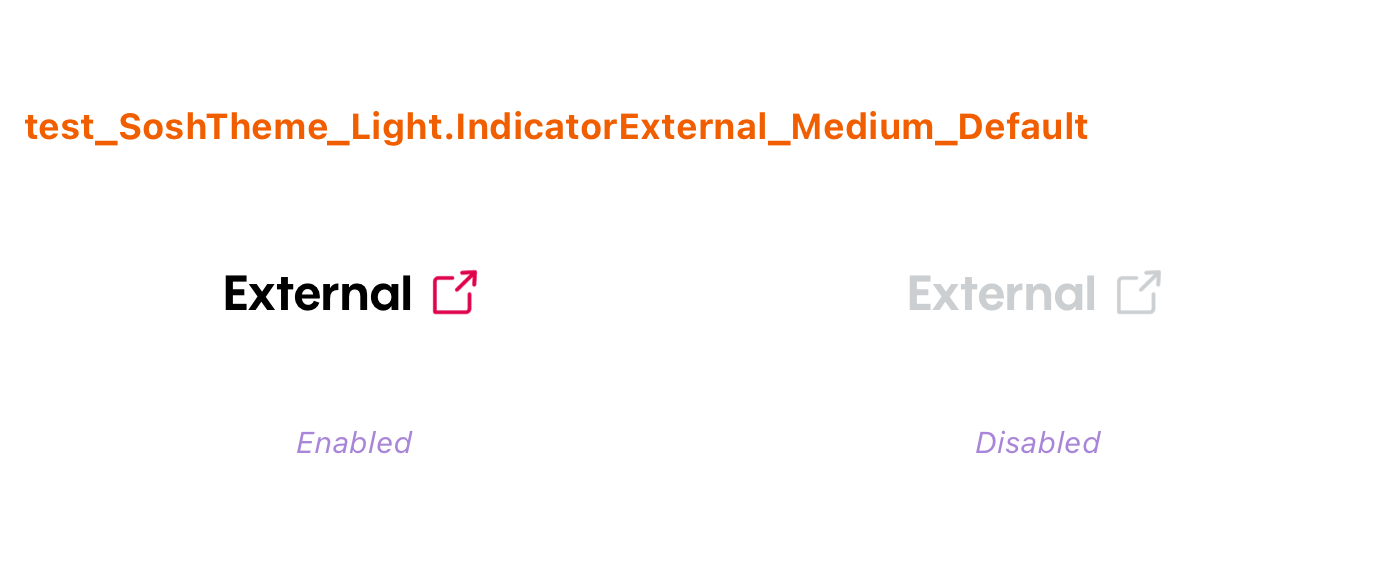 test_SoshTheme_Light.IndicatorExternal_Medium_Default
External External
Enabled Disabled